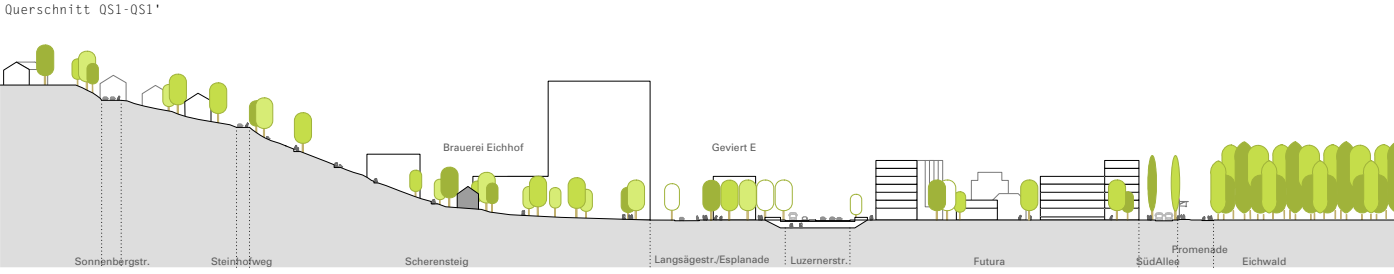 Querschnitt QS1-QS1'
Brauerei Eichhof
Geviert E
Promenade
Sonnenbergstr.
Steinhofweg
Scherensteig
Langsägestr./Esplanade
Luzernerstr.
Futura
SüdAllee
Eichwald